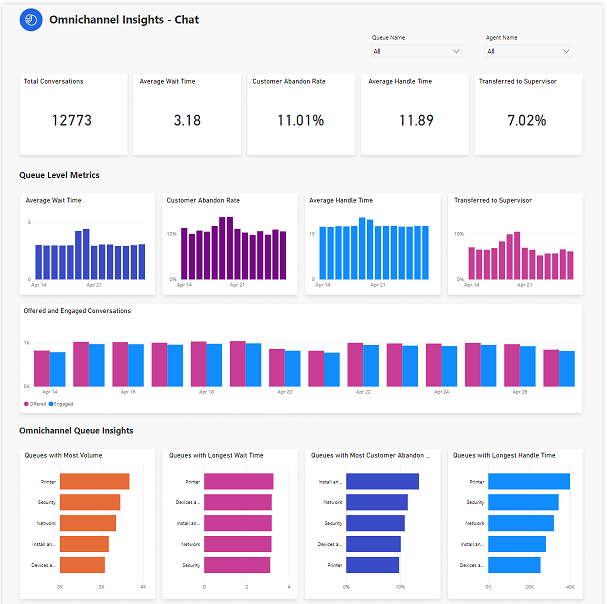 Omnichannel Insights - Chat
Queue Name
Agent Name
All
All
Total Conversations
Average Wait Time
Customer Abandon Rate
Average Handle Time
Transferred to Supervisor
12773
3.18
11.01%
11.89
7.02%
Queue Level Metrics
Average Wait Time
Customer Abandon Rate
Average Handle Time
Transferred to Supervisor
5
0
Apr 14
Apr 21
10%
0%
Apr 14
Apr 21
10
0
Apr 14
Apr 21
10%
0%
Apr 14
Apr 21
Offered and Engaged Conversations
1K
0K
Apr 14
Apr 16
Apr 18
Apr 20
Apr 22
Apr 24
Apr 26
Offered
Engaged
Omnichannel Queue Insights
Queues with Most Volume
Printer
Security
Network
Install an...
Devices a...
0K
2K
4K
Queues with Longest Wait Time
Printer
Devices a...
Install an...
Network
Security
0
2
4
Queues with Most Customer Abandon ...
Install an...
Network
Security
Devices a...
Printer
0%
10%
Queues with Longest Handle Time
Printer
Security
Network
Install an...
Devices a...
0K
20K
40K